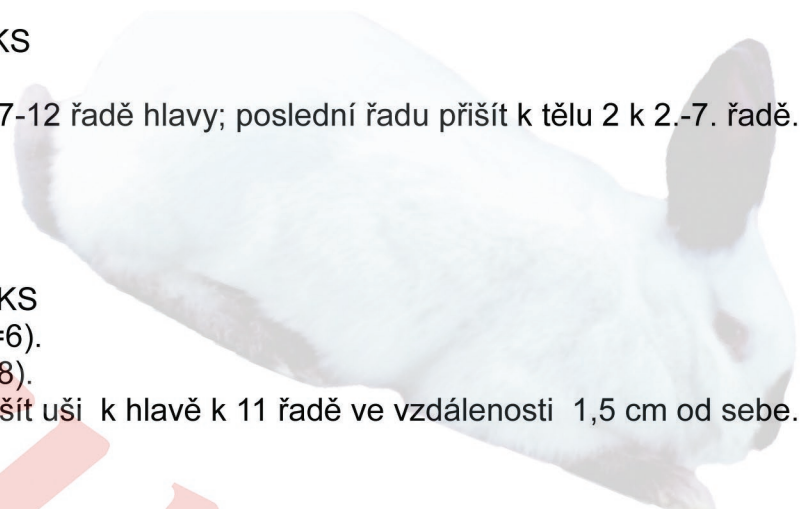 KS
7-12 řadě hlavy; poslední řadu přišít k tělu 2 k 2.-7. řadě.
KS
=6).
8).
šít uši  k hlavě k 11 řadě ve vzdálenosti  1,5 cm od sebe.